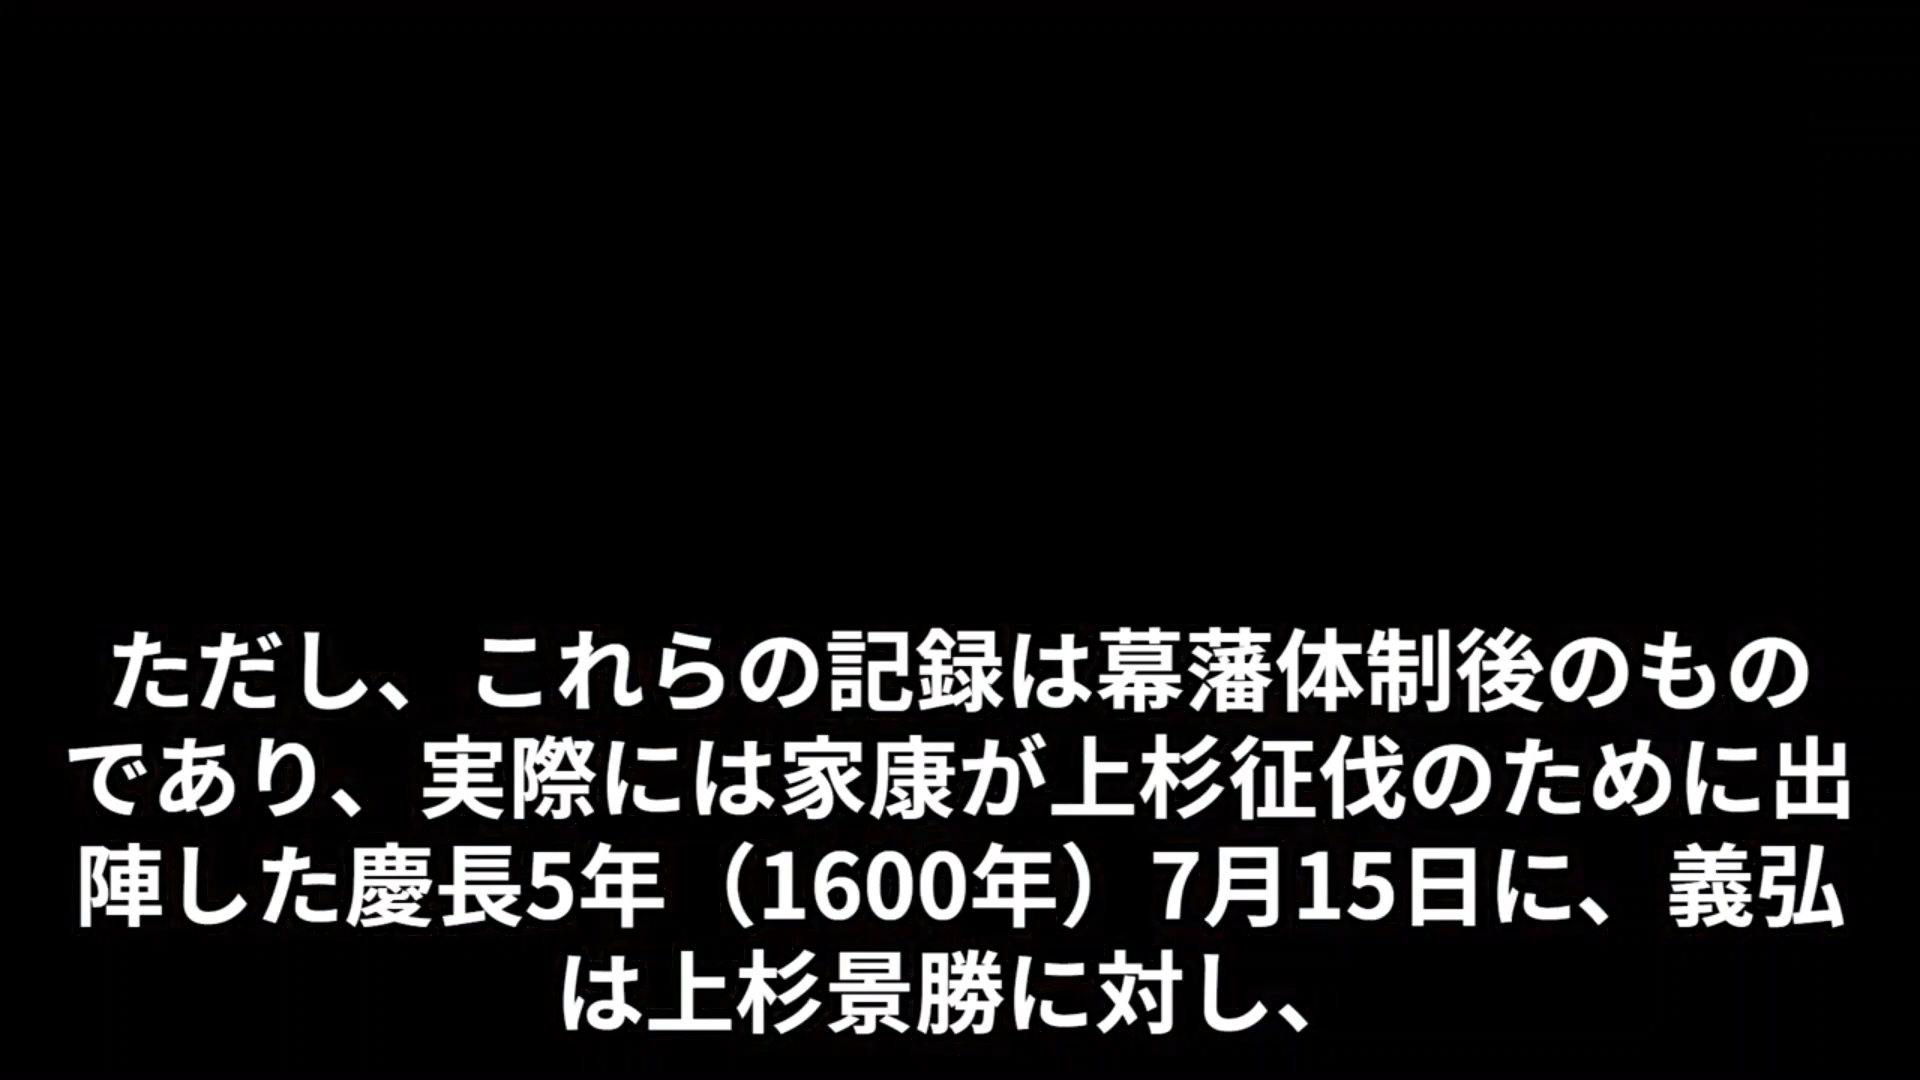 ただし、これらの記録は幕藩体制後のもの
であり、実際には家康が上杉征伐のために出
陣した慶長5年（1600年）7月15日に、義弘
は上杉景勝に対し、